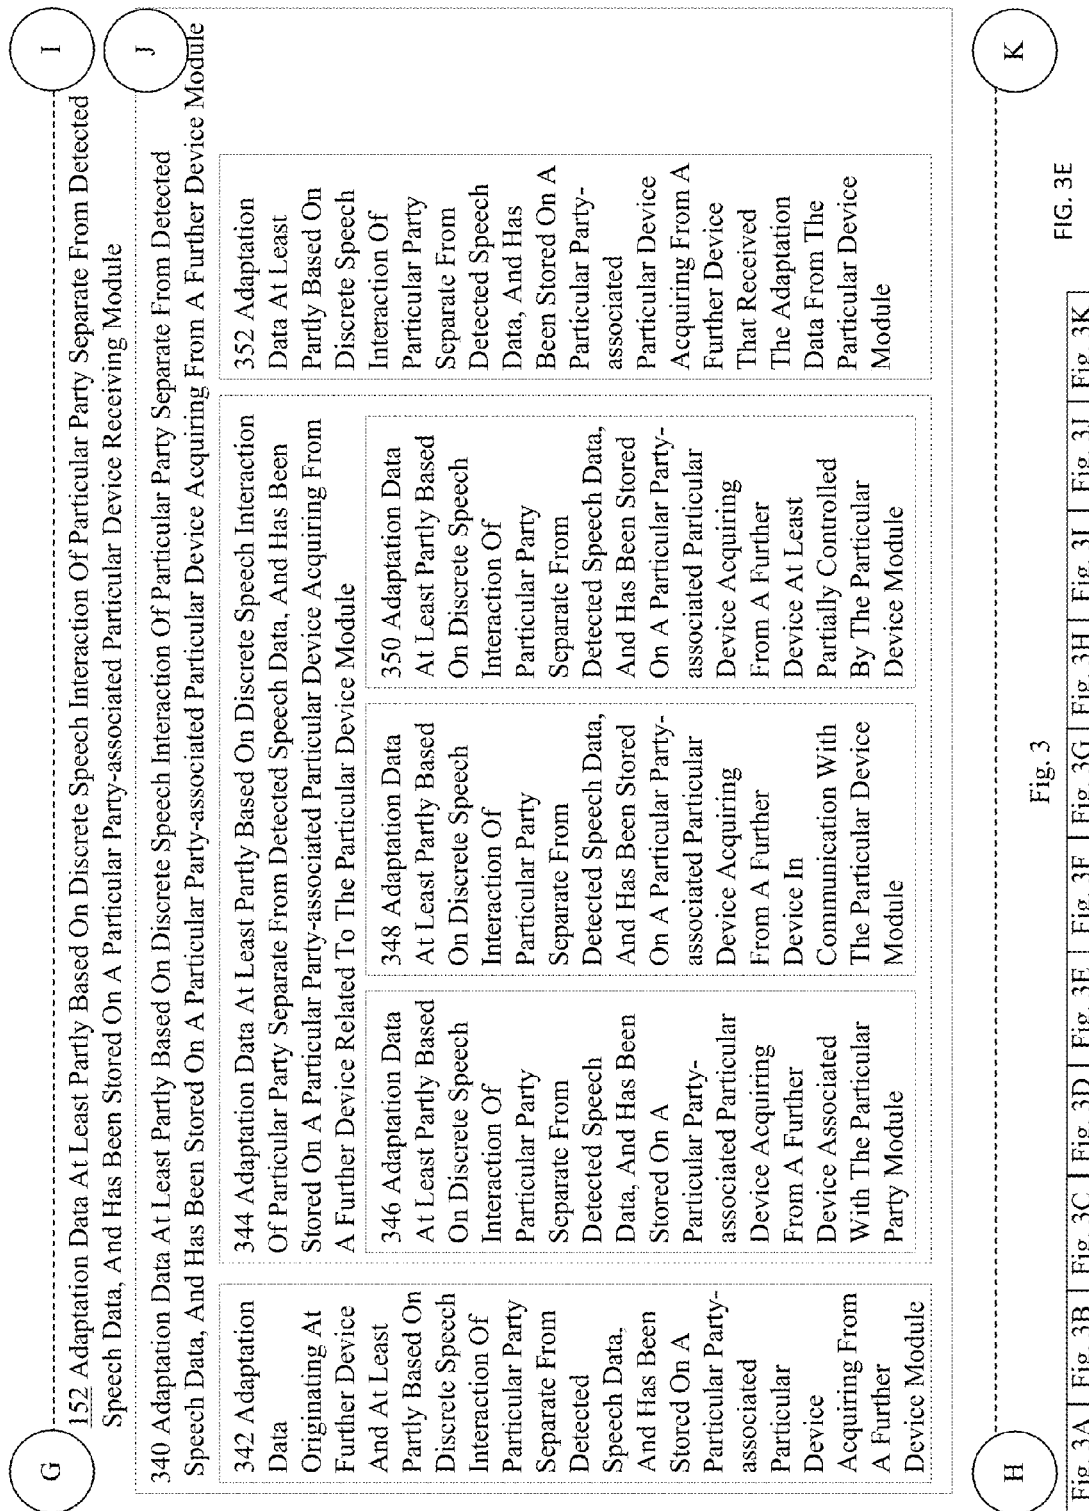 G
I
152 Adaptation Data At Least Partly Based On Discrete Speech Interaction Of Particular Party Separate From Detected
Speech Data, And Has Been Stored On A Particular Party-associated Particular Device Receiving Module
J
340 Adaptation Data At Least Partly Based On Discrete Speech Interaction Of Particular Party Separate From Detected
Speech Data, And Has Been Stored On A Particular Party-associated Particular Device Acquiring From A Further Device Module
342 Adaptation
Data
Originating At
Further Device
And At Least
Partly Based On
Discrete Speech
Interaction Of
Particular Party
Separate From
Detected
Speech Data,
And Has Been
Stored On A
Particular Party-
associated
Particular
Device
Acquiring From
A Further
Device Module
344 Adaptation Data At Least Partly Based On Discrete Speech Interaction
Of Particular Party Separate From Detected Speech Data, And Has Been
Stored On A Particular Party-associated Particular Device Acquiring From
A Further Device Related To The Particular Device Module
346 Adaptation Data
At Least Partly Based
On Discrete Speech
Interaction Of
Particular Party
Separate From
Detected Speech
Data, And Has Been
Stored On A
Particular Party-
associated Particular
Device Acquiring
From A Further
Device Associated
With The Particular
Party Module
348 Adaptation Data
At Least Partly Based
On Discrete Speech
Interaction Of
Particular Party
Separate From
Detected Speech Data,
And Has Been Stored
On A Particular Party-
associated Particular
Device Acquiring
From A Further
Device In
Communication With
The Particular Device
Module
350 Adaptation Data
At Least Partly Based
On Discrete Speech
Interaction Of
Particular Party
Separate From
Detected Speech Data,
And Has Been Stored
On A Particular Party-
associated Particular
Device Acquiring
From A Further
Device At Least
Partially Controlled
By The Particular
Device Module
352 Adaptation
Data At Least
Partly Based On
Discrete Speech
Interaction Of
Particular Party
Separate From
Detected Speech
Data, And Has
Been Stored On A
Particular Party-
associated
Particular Device
Acquiring From A
Further Device
That Received
The Adaptation
Data From The
Particular Device
Module
H
K
Fig. 3
FIG. 3E
Fig. 3A Fig. 3B Fig. 3C Fig. 3D Fig. 3E Fig. 3F Fig. 3G Fig. 3H Fig. 3I Fig. 3J Fig. 3K